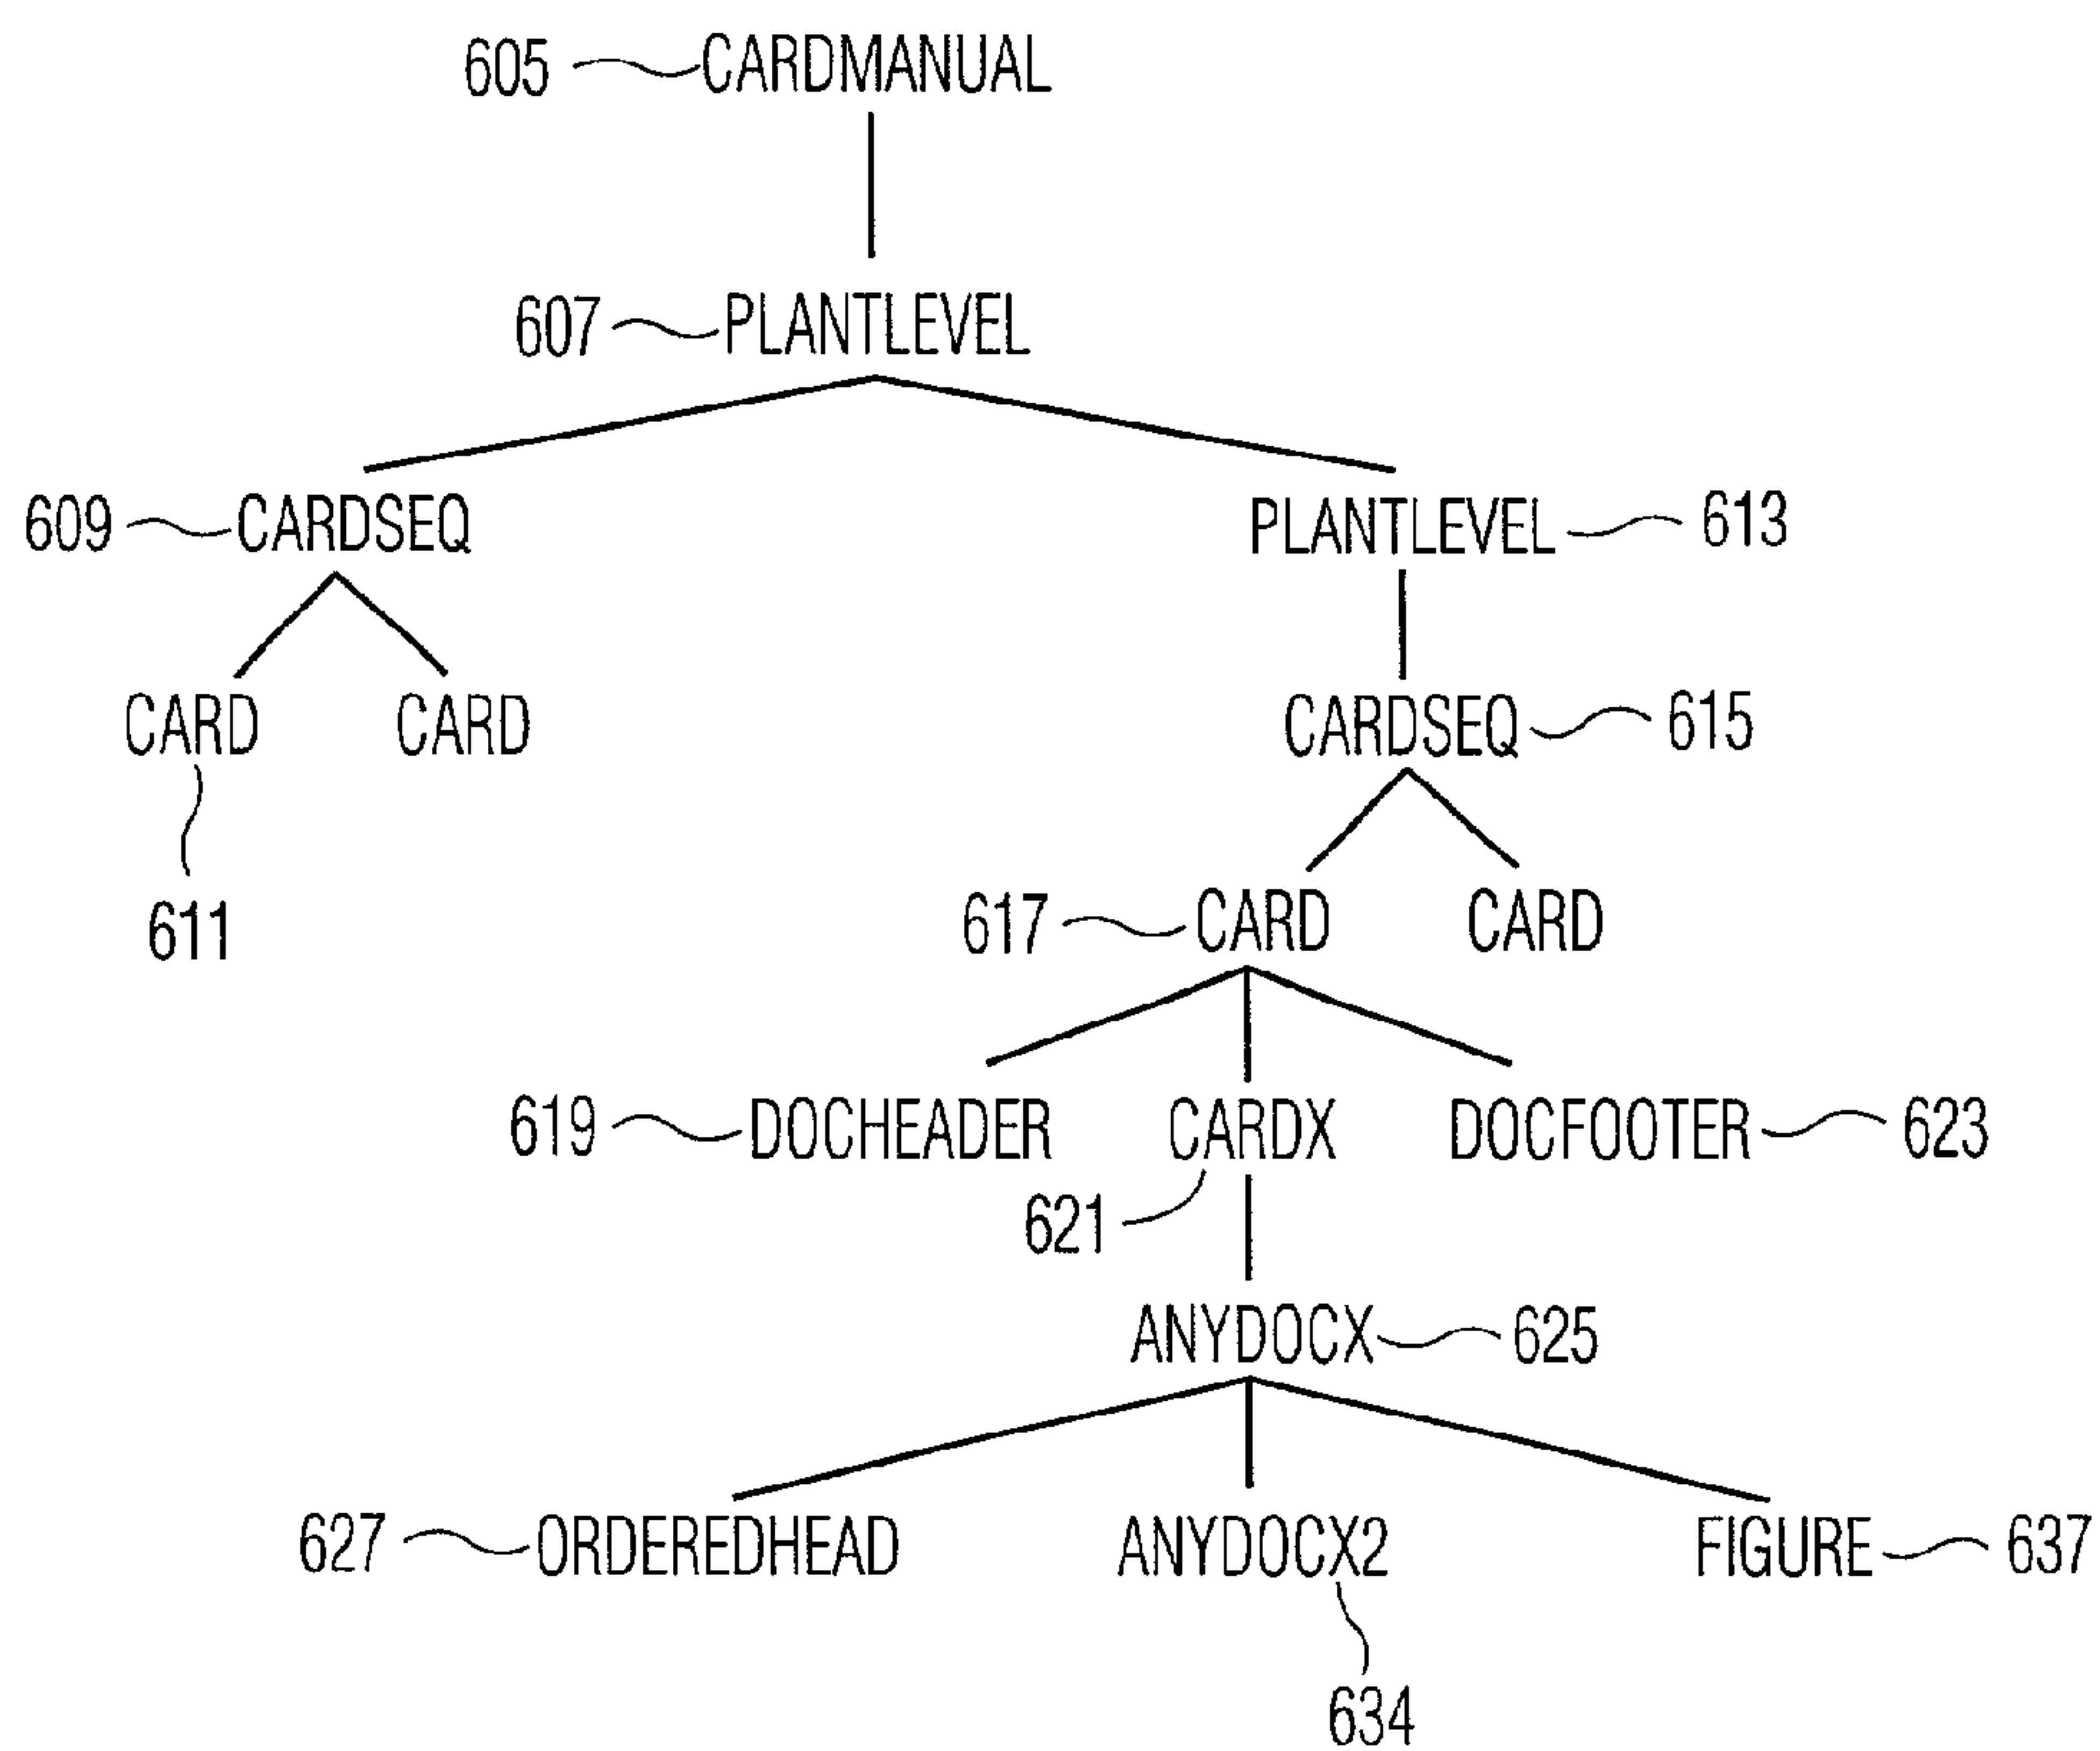 605 CARDMANUAL
607 PLANTLEVEL
609 CARDSEQ PLANTLEVEL 613
CARD CARD CARDSEQ 615
611 617 CARD CARD
619 DOCHEADER CARDX DOCFOOTER 623
621
ANYDOCX 625
627 ORDEREDHEAD ANYDOCX2 FIGURE 637
634